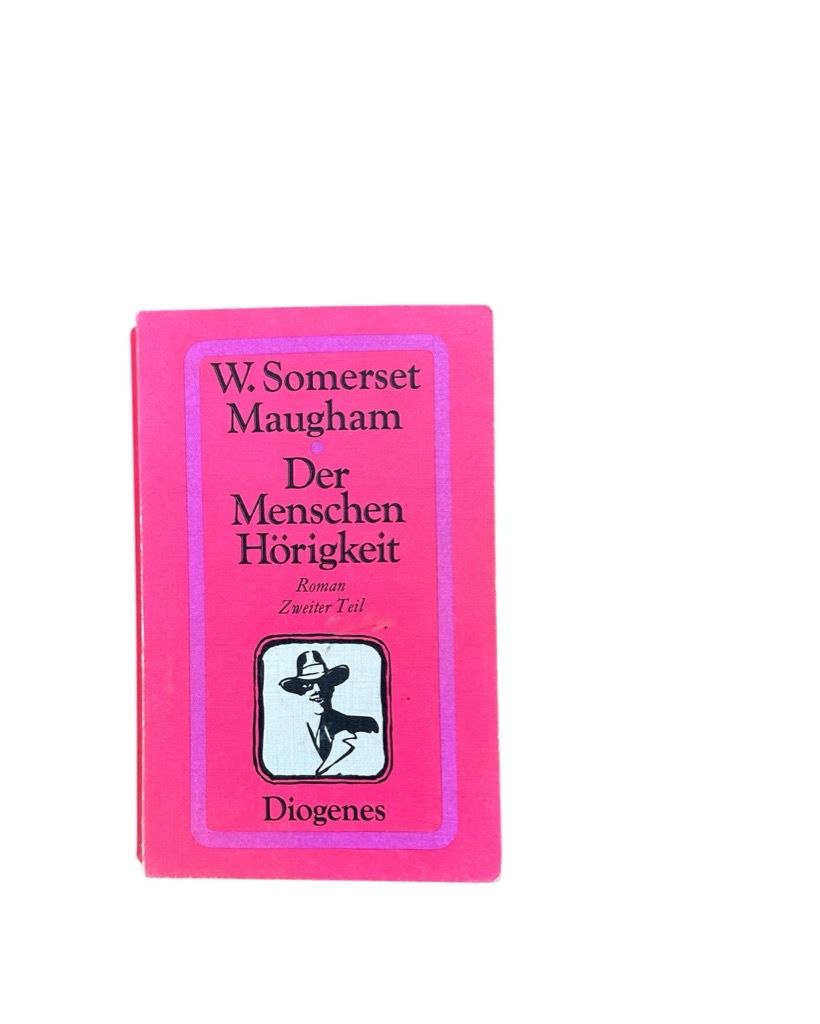 W. Somerset
Maugham
Der
Menschen
Hörigkeit
Roman
Zweiter Teil
Diogenes